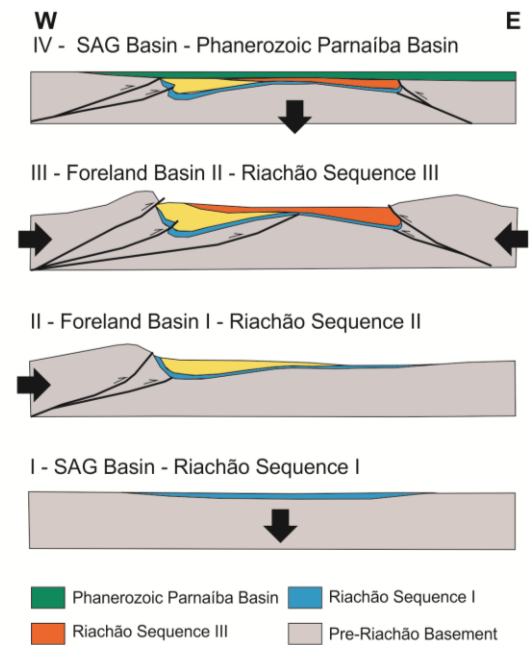 W E
IV - SAG Basin - Phanerozoic Parnaíba Basin
III - Foreland Basin II - Riachão Sequence III
II - Foreland Basin I - Riachão Sequence II
I - SAG Basin - Riachão Sequence I
Phanerozoic Parnaíba Basin Riachão Sequence I
Riachão Sequence III Pre-Riachão Basement